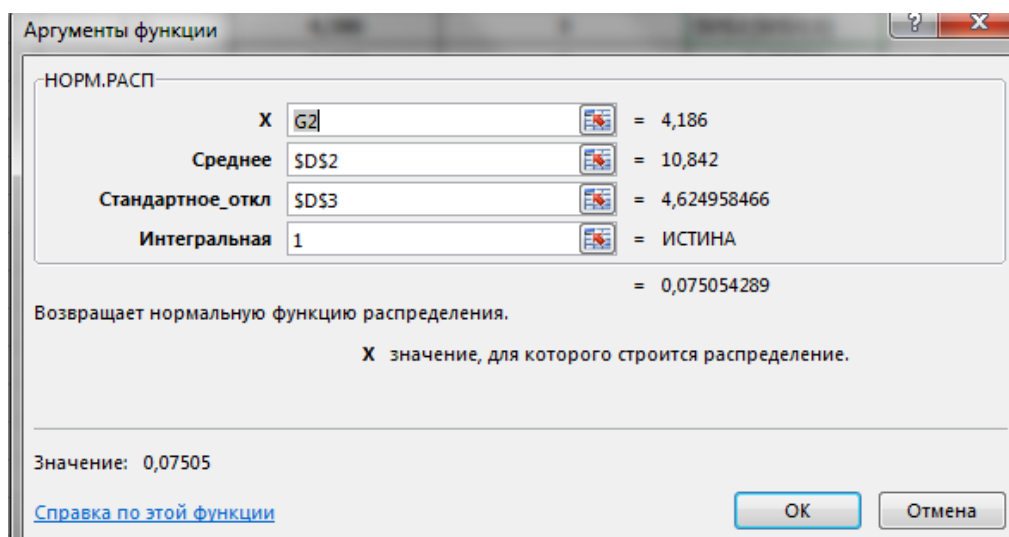 Аргументы функции
НОРМ.РАСП
X G2 = 4,186
Среднее $D$2 = 10,842
Стандартное_откл $D$3 = 4,624958466
Интегральная 1 = ИСТИНА
= 0,075054289
Возвращает нормальную функцию распределения.
X значение, для которого строится распределение.
Значение: 0,07505
Справка по этой функции
ОК
Отмена